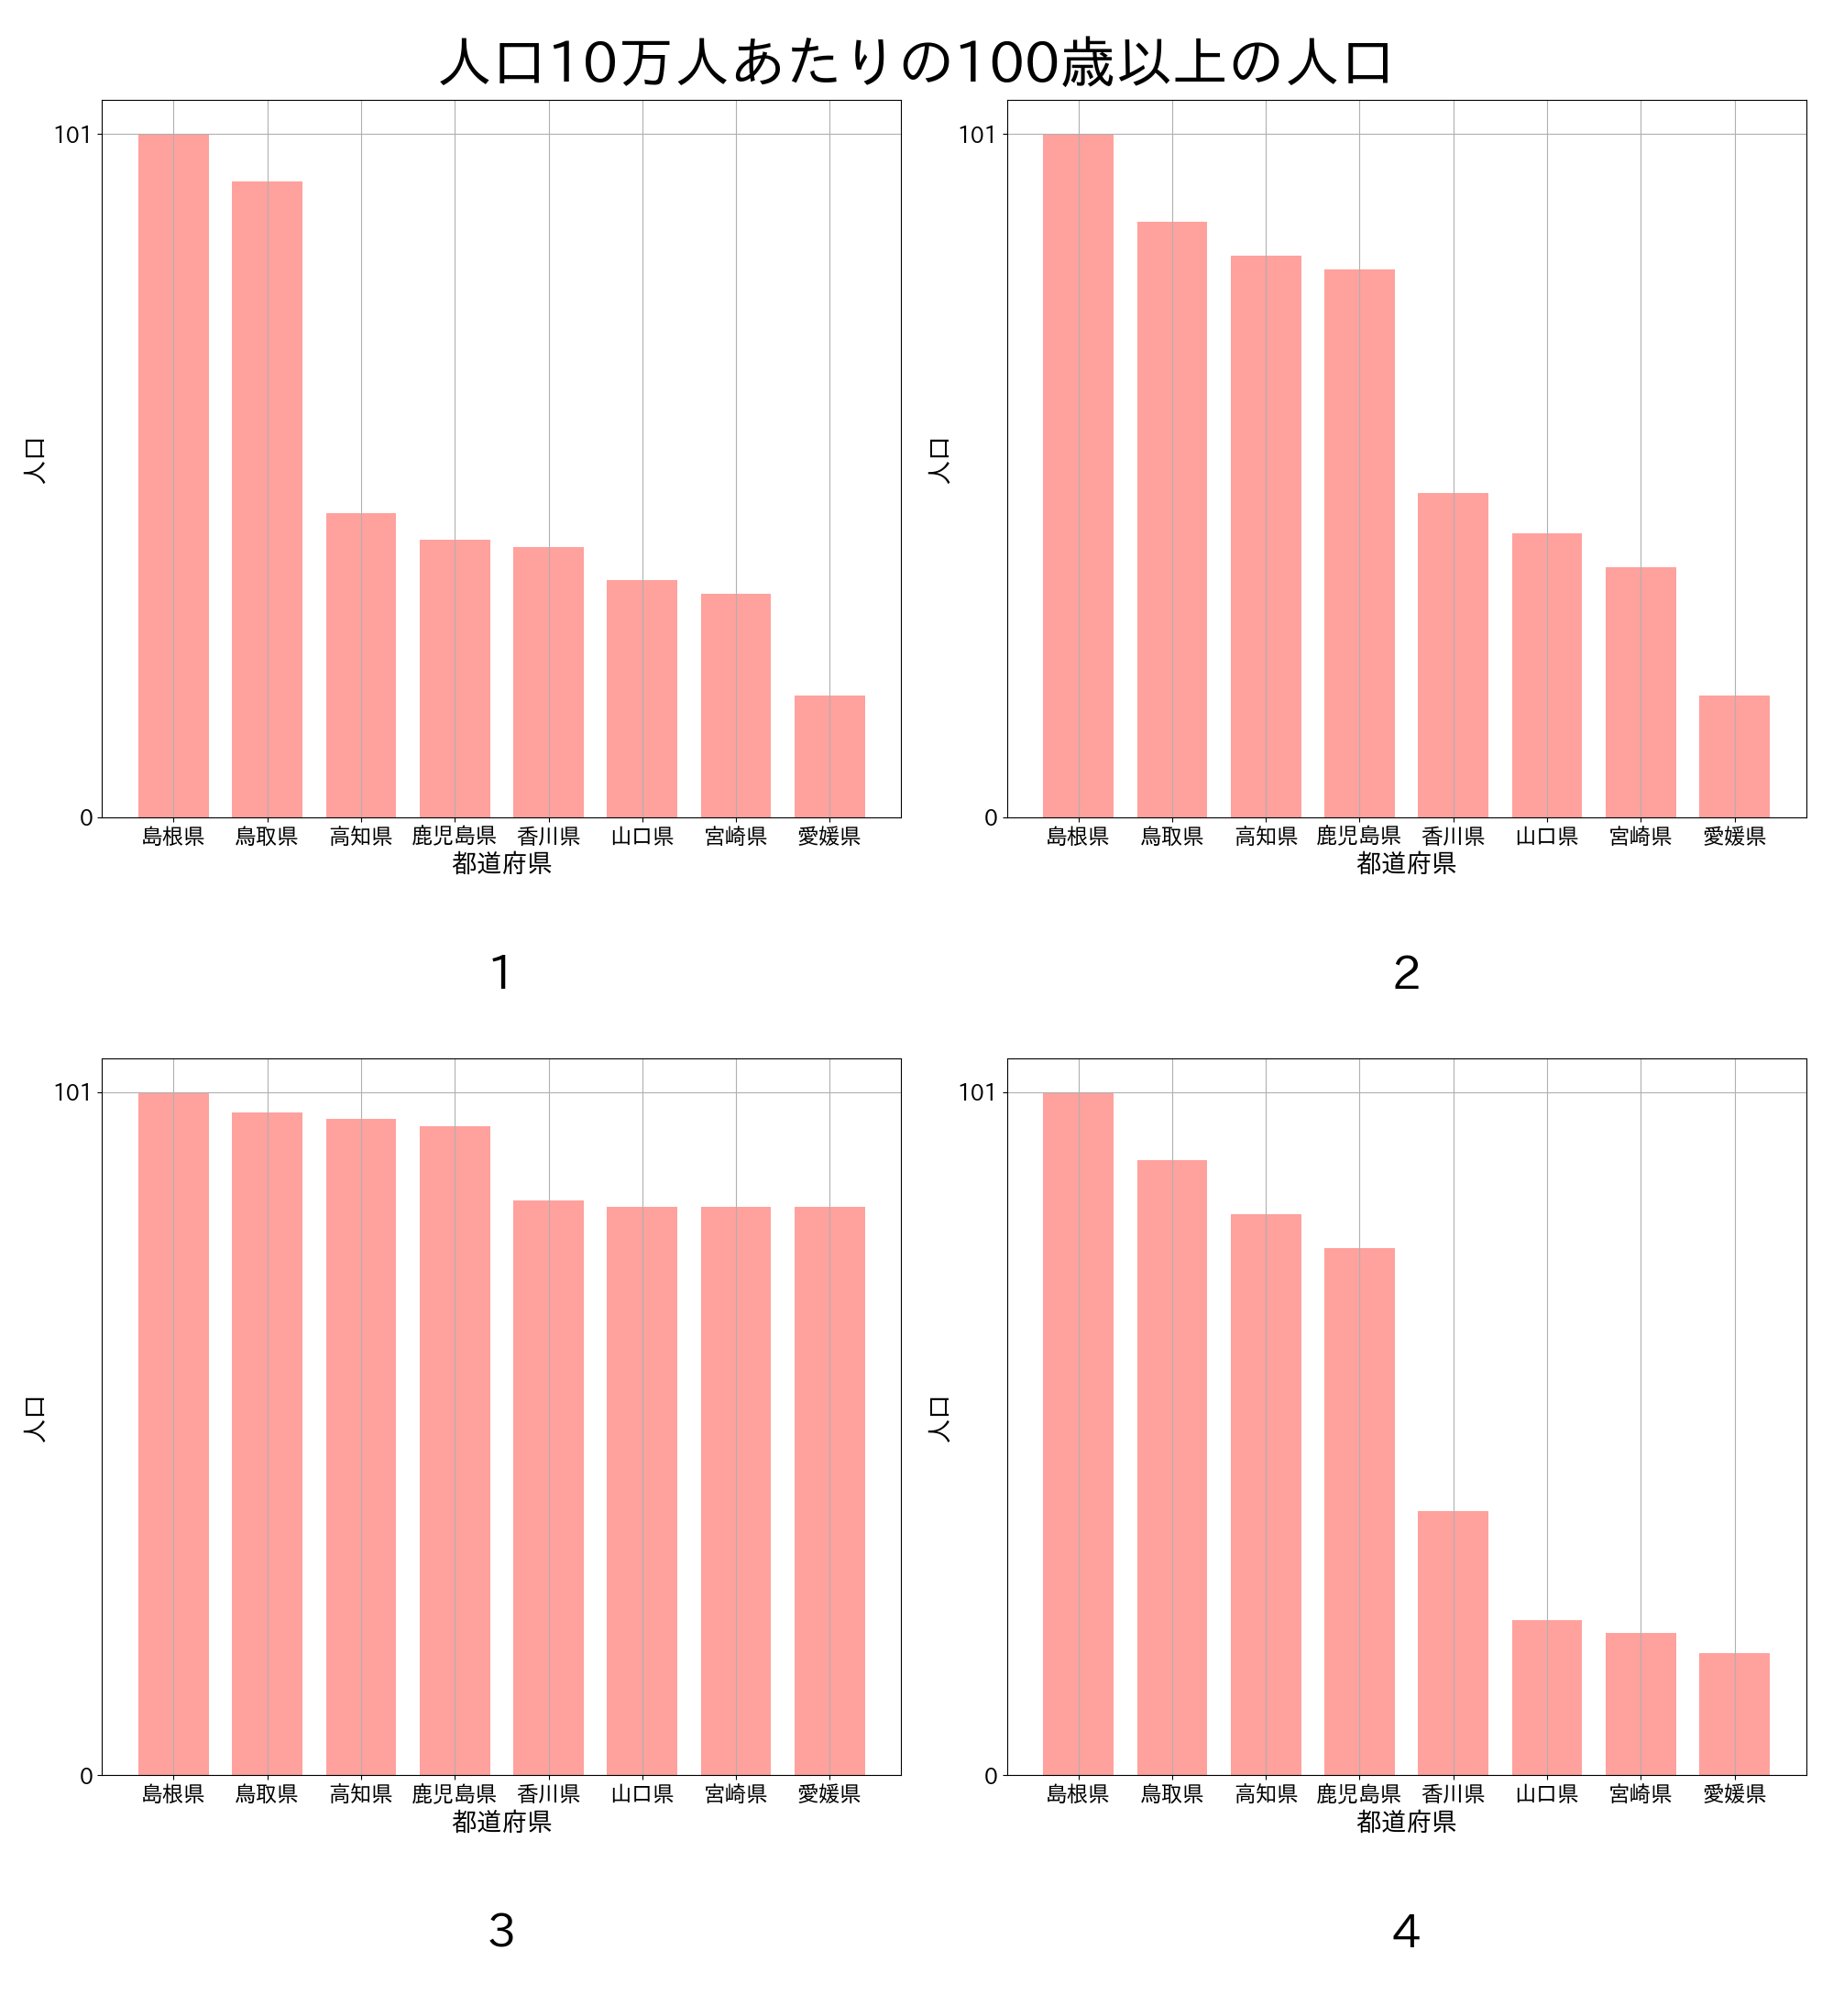 人口10万人あたりの100歳以上の人口
101
0
人口
島根県 鳥取県 高知県 鹿児島県 香川県 山口県 宮崎県 愛媛県
都道府県
1
101
0
人口
島根県 鳥取県 高知県 鹿児島県 香川県 山口県 宮崎県 愛媛県
都道府県
2
101
0
人口
島根県 鳥取県 高知県 鹿児島県 香川県 山口県 宮崎県 愛媛県
都道府県
3
101
0
人口
島根県 鳥取県 高知県 鹿児島県 香川県 山口県 宮崎県 愛媛県
都道府県
4